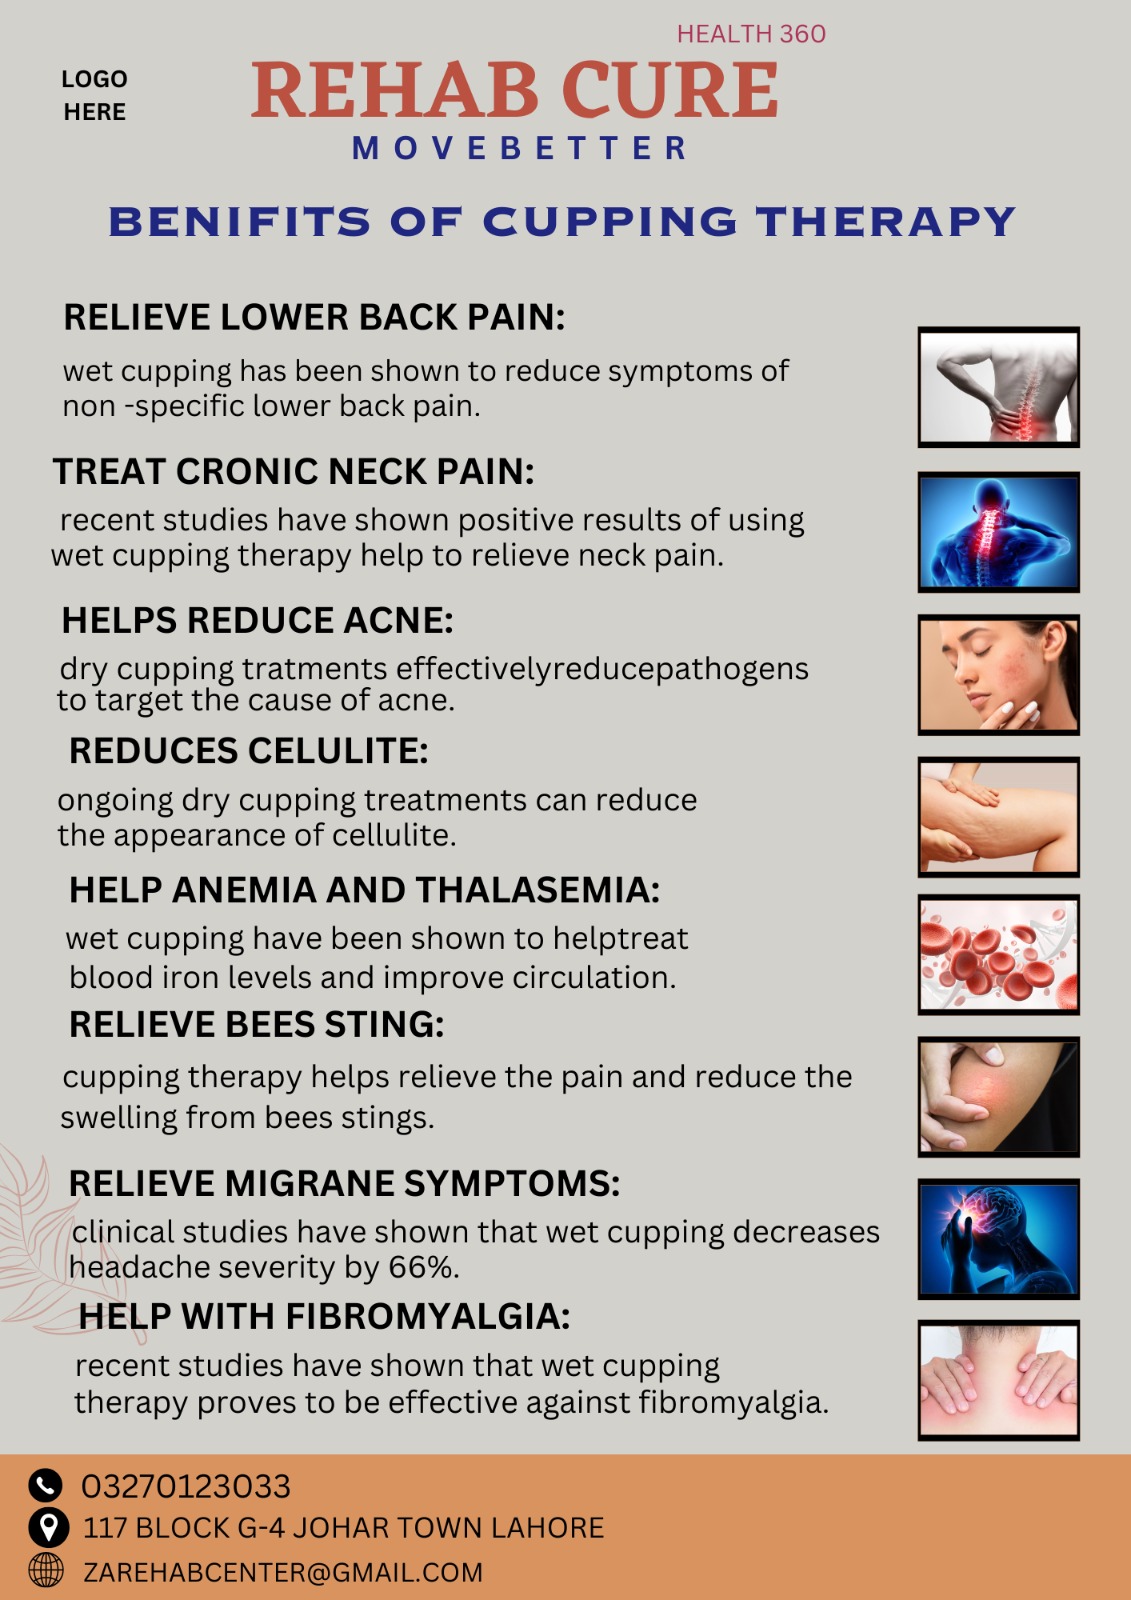 HEALTH 360
LOGO
HERE
REHAB CURE
MOVEBETTER
BENIFITS OF CUPPING THERAPY
RELIEVE LOWER BACK PAIN:
wet cupping has been shown to reduce symptoms of
non -specific lower back pain.
TREAT CRONIC NECK PAIN:
recent studies have shown positive results of using
wet cupping therapy help to relieve neck pain.
HELPS REDUCE ACNE:
dry cupping tratments effectivelyreducepathogens
to target the cause of acne.
REDUCES CELULITE:
ongoing dry cupping treatments can reduce
the appearance of cellulite.
HELP ANEMIA AND THALASEMIA:
wet cupping have been shown to helptreat
blood iron levels and improve circulation.
RELIEVE BEES STING:
cupping therapy helps relieve the pain and reduce the
swelling from bees stings.
RELIEVE MIGRANE SYMPTOMS:
clinical studies have shown that wet cupping decreases
headache severity by 66%.
HELP WITH FIBROMYALGIA:
recent studies have shown that wet cupping
therapy proves to be effective against fibromyalgia.
03270123033
117 BLOCK G-4 JOHAR TOWN LAHORE
ZAREHABCENTER@GMAIL.COM